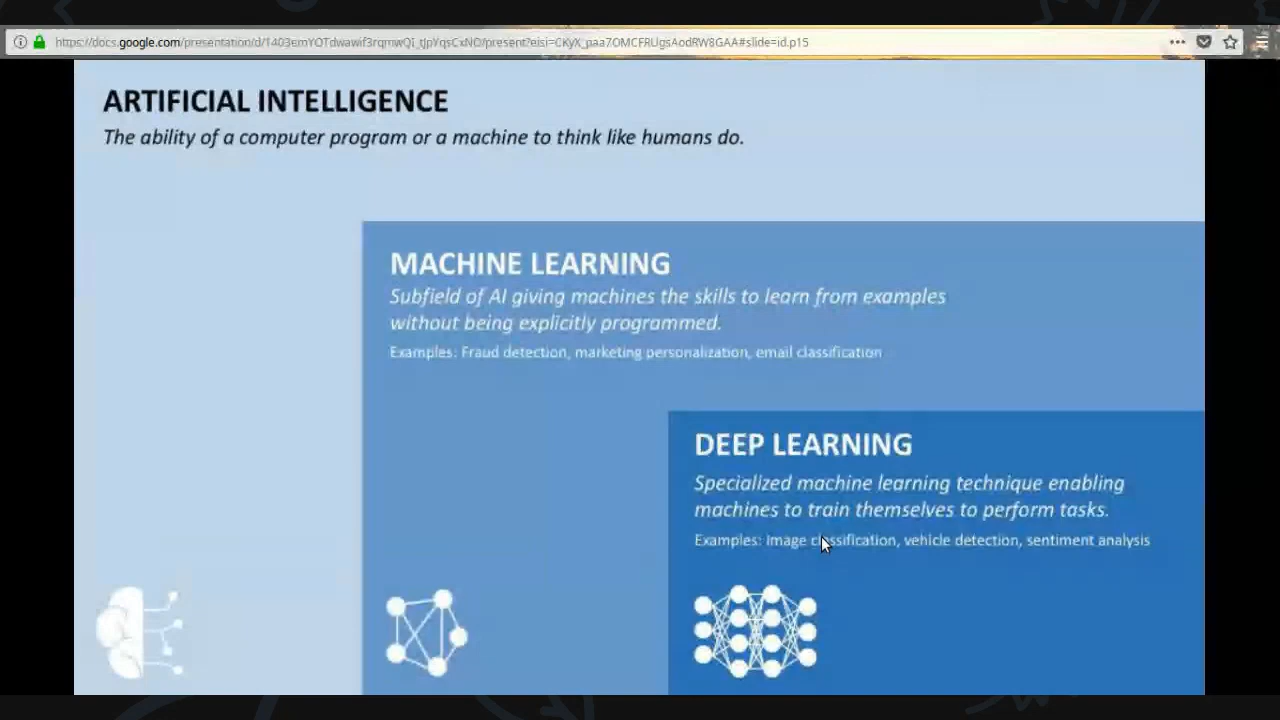 ARTIFICIAL INTELLIGENCE
The ability of a computer program or a machine to think like humans do.
MACHINE LEARNING
Subfield of AI giving machines the skills to learn from examples
without being explicitly programmed.
Examples: Fraud detection, marketing personalization, email classification
DEEP LEARNING
Specialized machine learning technique enabling
machines to train themselves to perform tasks.
Examples: Image classification, vehicle detection, sentiment analysis